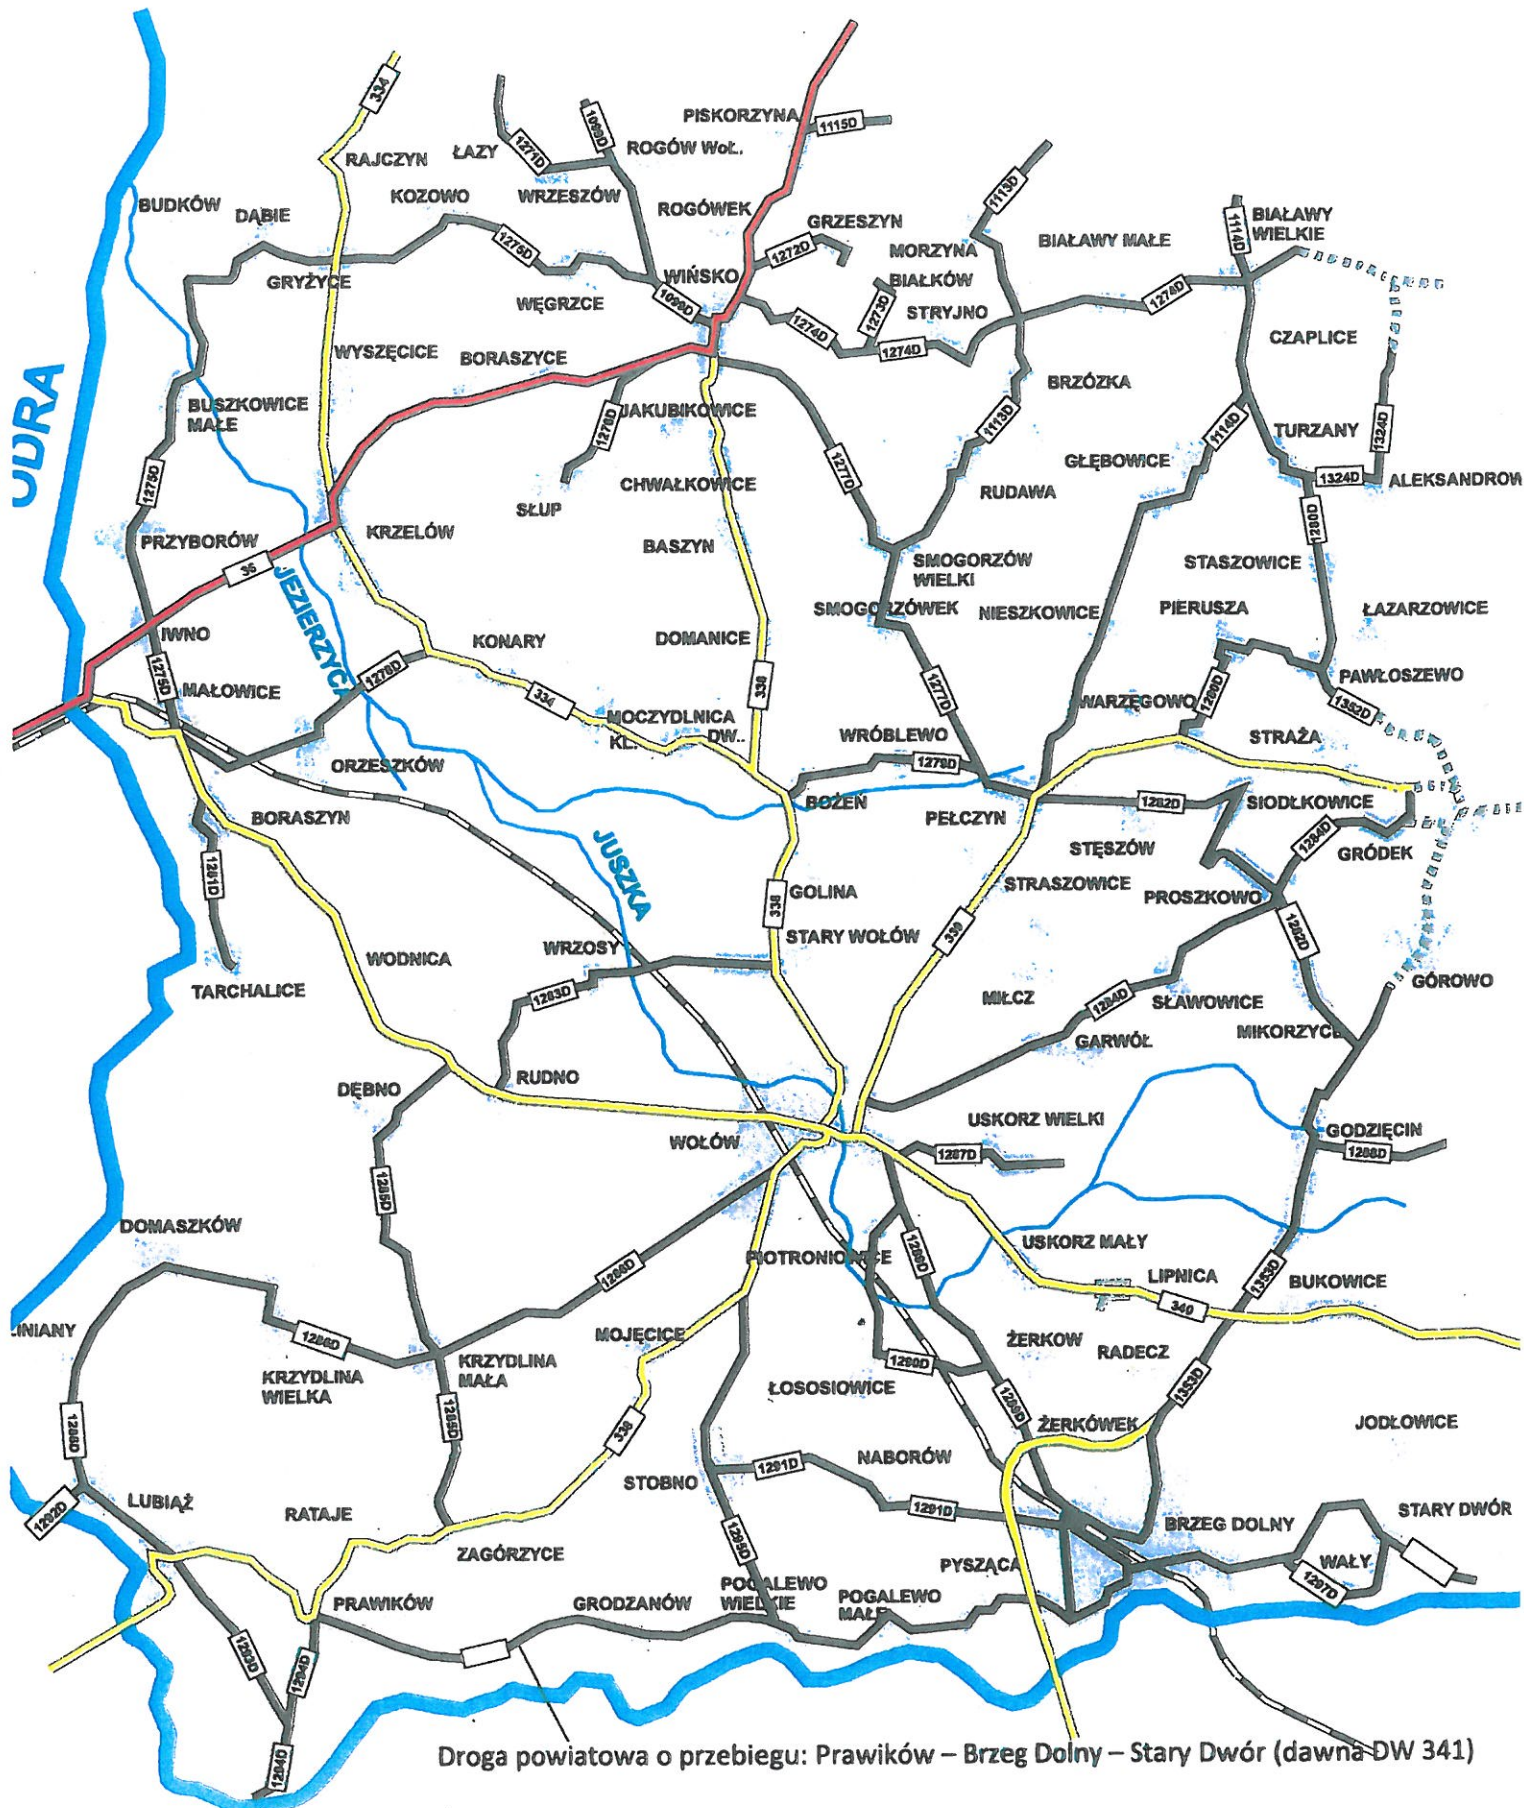 334
PISKORZYNA
1115D
1099D
ROGÓW WOŁ.
ŁAZY
1271D
RAJCZYN
WRZESZÓW
KOZOWO
1113D
BUDKÓW
DĄBIE
ROGÓWEK
GRZESZYN
1272D
MORZYNA
BIAŁAWY MAŁE
1114D
BIAŁAWY
WIELKIE
1275D
GRYŻYCE
WIŃSKO
BIAŁKÓW
1273D
WĘGRZCE
1099D
STRYJNO
1274D
1274D
1274D
CZAPLICE
WYSZĘCICE
BORASZYCE
ODRA
BRZÓZKA
BUSZKOWICE
MAŁE
JAKUBIKOWICE
1276D
1113D
1114D
TURZANY
1324D
GŁĘBOWICE
1275D
CHWAŁKOWICE
1277D
RUDAWA
1324D
ALEKSANDROW
SŁUP
KRZELÓW
PRZYBORÓW
BASZYN
1280D
SMOGORZÓW
WIELKI
STASZOWICE
36
JEZIERZYCA
SMOGORZÓWEK
NIESZKOWICE
PIERUSZA
ŁAZARZOWICE
IWNO
KONARY
DOMANICE
1275D
1278D
MAŁOWICE
334
338
1277D
WARZĘGOWO
1280D
PAWŁOSZEWO
1352D
MOCZYDLNICA
KL.
DW..
WRÓBLEWO
STRAŻA
ORZESZKÓW
1279D
BOŻEŃ
BORASZYN
PEŁCZYN
1282D
SIODŁKOWICE
1281D
JUSZKA
STĘSZÓW
1284D
GRÓDEK
338
GOLINA
STRASZOWICE
PROSZKOWO
339
1282D
STARY WOŁÓW
WRZOSY
WODNICA
TARCHALICE
1283D
MIŁCZ
1284D
SŁAWOWICE
GÓROWO
MIKORZYCE
GARWÓŁ
DĘBNO
RUDNO
USKORZ WIELKI
WOŁÓW
GODZIĘCIN
1287D
1288D
1285D
DOMASZKÓW
1286D
PIOTRONIOWICE
1289D
USKORZ MAŁY
LIPNICA
1353D
BUKOWICE
340
LINIANY
1286D
MOJĘCICE
ŻERKOW
RADECZ
KRZYDLINA
WIELKA
KRZYDLINA
MAŁA
1290D
ŁOSOSIOWICE
1353D
1286D
1285D
338
1289D
ŻERKÓWEK
JODŁOWICE
STOBNO
1291D
NABORÓW
1292D
LUBIĄŻ
RATAJE
1291D
BRZEG DOLNY
STARY DWÓR
ZAGÓRZYCE
1295D
PYSZĄCA
WAŁY
1297D
PRAWIKÓW
GRODZANÓW
POGALEWO
WIELKIE
POGALEWO
MAŁE
1293D
1294D
1294D
Droga powiatowa o przebiegu: Prawików – Brzeg Dolny – Stary Dwór (dawna DW 341)